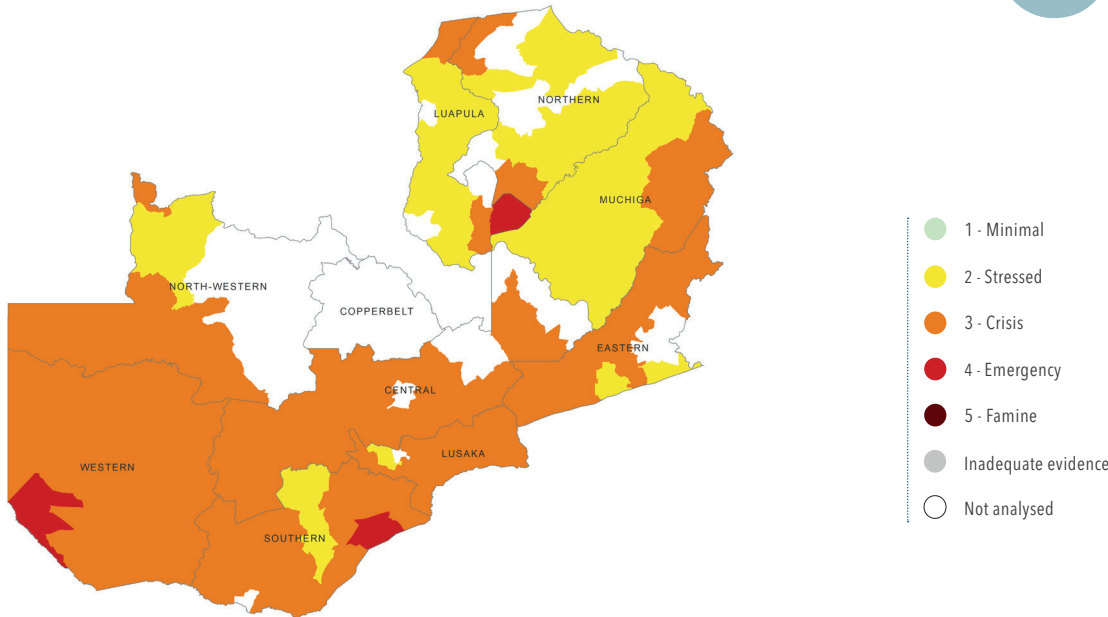 NORTHERN
LUAPULA
MUCHIGA
NORTH-WESTERN
COPPERBELT
EASTERN
CENTRAL
LUSAKA
WESTERN
SOUTHERN
1 - Minimal
2 - Stressed
3 - Crisis
4 - Emergency
5 - Famine
Inadequate evidence
Not analysed